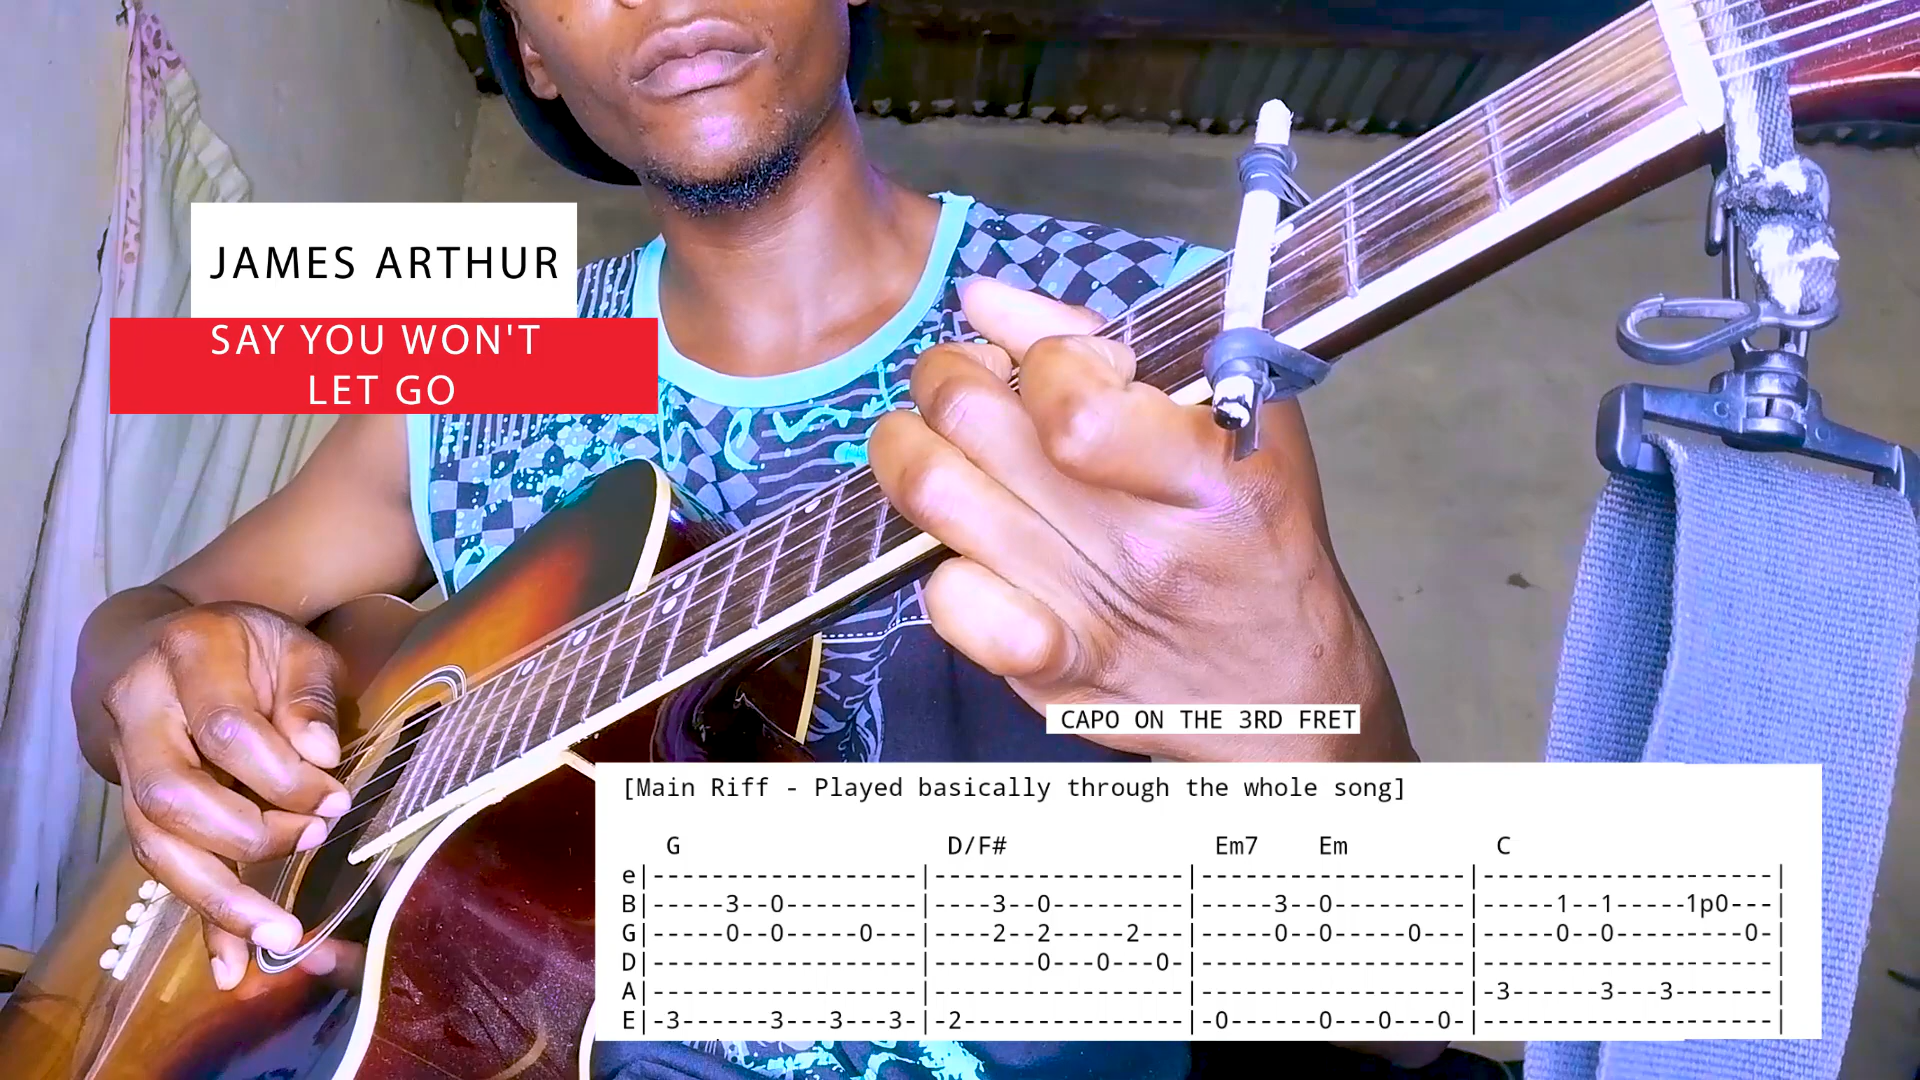 JAMES ARTHUR
SAY YOU WON'T
LET GO
CAPO ON THE 3RD FRET
[Main Riff - Played basically through the whole song]
G D/F# Em7 Em C
e|------------------|-----------------|------------------|--------------------|
B|-----3--0---------|----3--0---------|-----3--0---------|-----1--1-----1p0---|
G|-----0--0-----0---|----2--2-----2---|-----0--0-----0---|-----0--0---------0-|
D|------------------|-------0---0---0-|------------------|--------------------|
A|------------------|-----------------|------------------|-3------3---3-------|
E|-3------3---3---3-|-2---------------|-0------0---0---0-|--------------------|